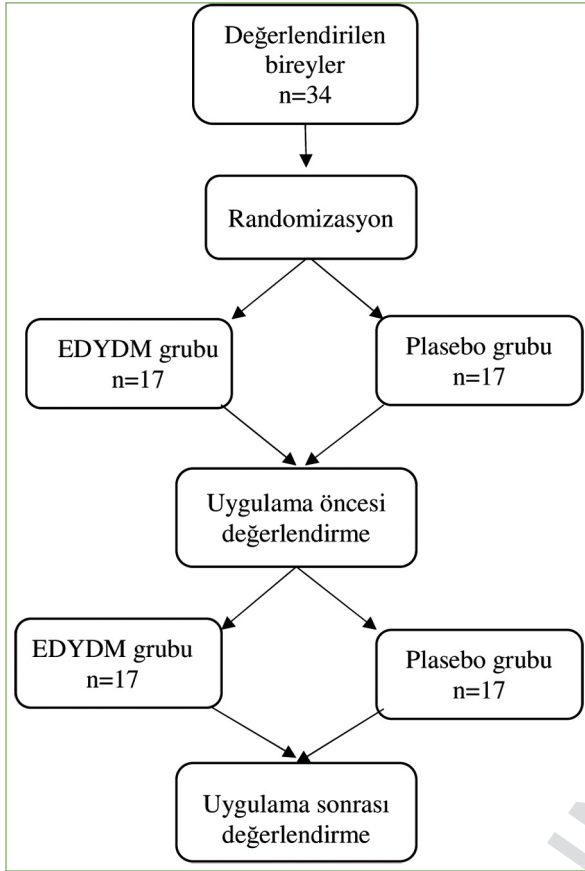 Değerlendirilen
bireyler
n=34
Randomizasyon
EDYDM grubu
n=17
Plasebo grubu
n=17
Uygulama öncesi
değerlendirme
EDYDM grubu
n=17
Plasebo grubu
n=17
Uygulama sonrası
değerlendirme